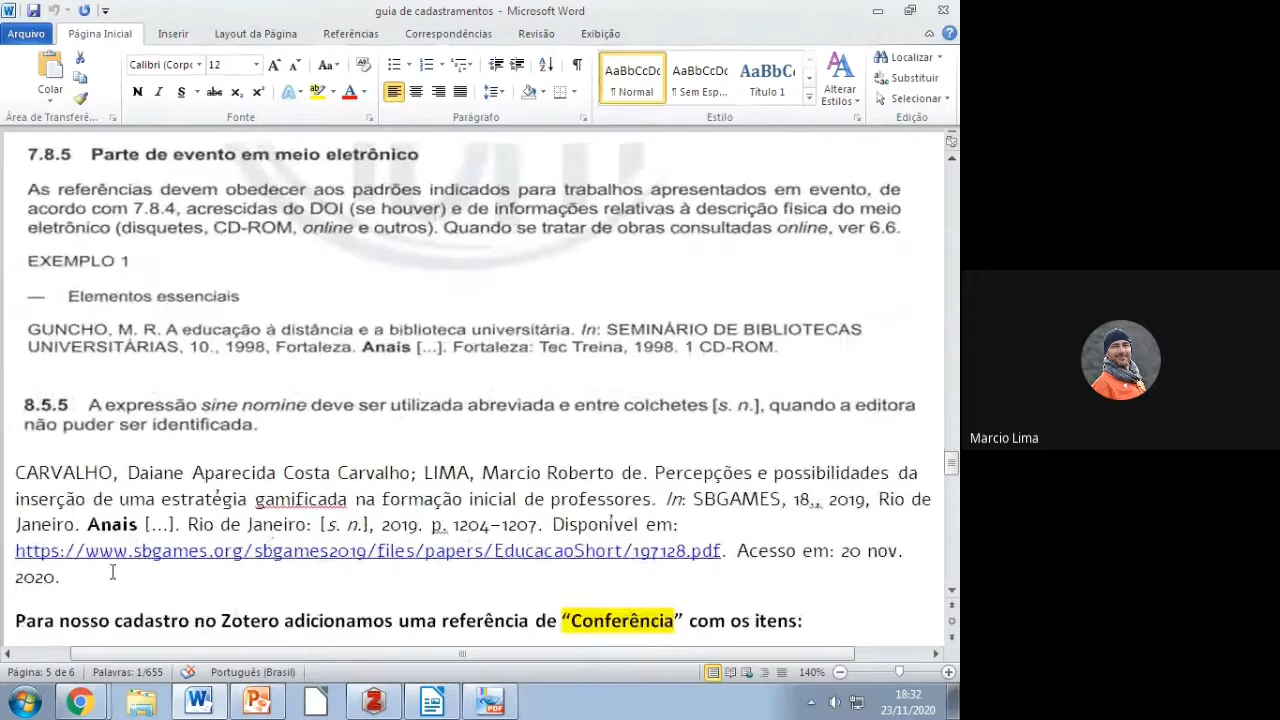 guia de cadastramentos - Microsoft Word
Arquivo Página Inicial Inserir Layout da Página Referências Correspondências Revisão Exibição
Calibri (Corpc 12
Colar
Localizar
Substituir
Selecionar
AaBbCcDc AaBbCcDc AaBbC
¶ Normal ¶ Sem Esp... Título 1
Alterar Estilos
Área de Transferê... Fonte Parágrafo Estilo Edição
7.8.5 Parte de evento em meio eletrônico
As referências devem obedecer aos padrões indicados para trabalhos apresentados em evento, de
acordo com 7.8.4, acrescidas do DOI (se houver) e de informações relativas à descrição física do meio
eletrônico (disquetes, CD-ROM, online e outros). Quando se tratar de obras consultadas online, ver 6.6.
EXEMPLO 1
— Elementos essenciais
GUNCHO, M. R. A educação à distância e a biblioteca universitária. In: SEMINÁRIO DE BIBLIOTECAS
UNIVERSITÁRIAS, 10., 1998, Fortaleza. Anais [...]. Fortaleza: Tec Treina, 1998. 1 CD-ROM.
8.5.5 A expressão sine nomine deve ser utilizada abreviada e entre colchetes [s. n.], quando a editora
não puder ser identificada.
CARVALHO, Daiane Aparecida Costa Carvalho; LIMA, Marcio Roberto de. Percepções e possibilidades da
inserção de uma estratégia gamificada na formação inicial de professores. In: SBGAMES, 18., 2019, Rio de
Janeiro. Anais [...]. Rio de Janeiro: [s. n.], 2019. p. 1204–1207. Disponível em:
https://www.sbgames.org/sbgames2019/files/papers/EducacaoShort/197128.pdf. Acesso em: 20 nov.
2020.
Para nosso cadastro no Zotero adicionamos uma referência de “Conferência” com os itens:
Página: 5 de 6 Palavras: 1/655 Português (Brasil) 140%
18:32
23/11/2020
Marcio Lima